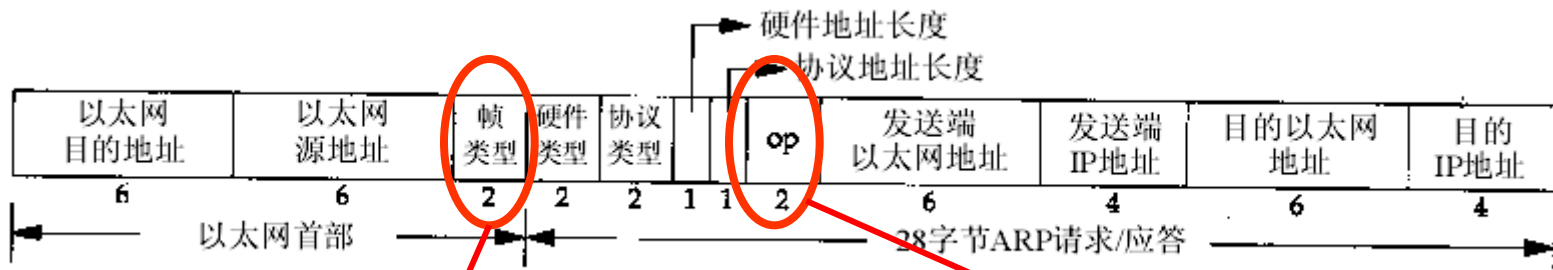 硬件地址长度
协议地址长度
以太网
目的地址
以太网
源地址
帧
类型
硬件
类型
协议
类型
op
发送端
以太网地址
发送端
IP地址
目的以太网
地址
目的
IP地址
6 6 2 2 2 1 1 2 6 4 6 4
以太网首部
28字节ARP请求/应答